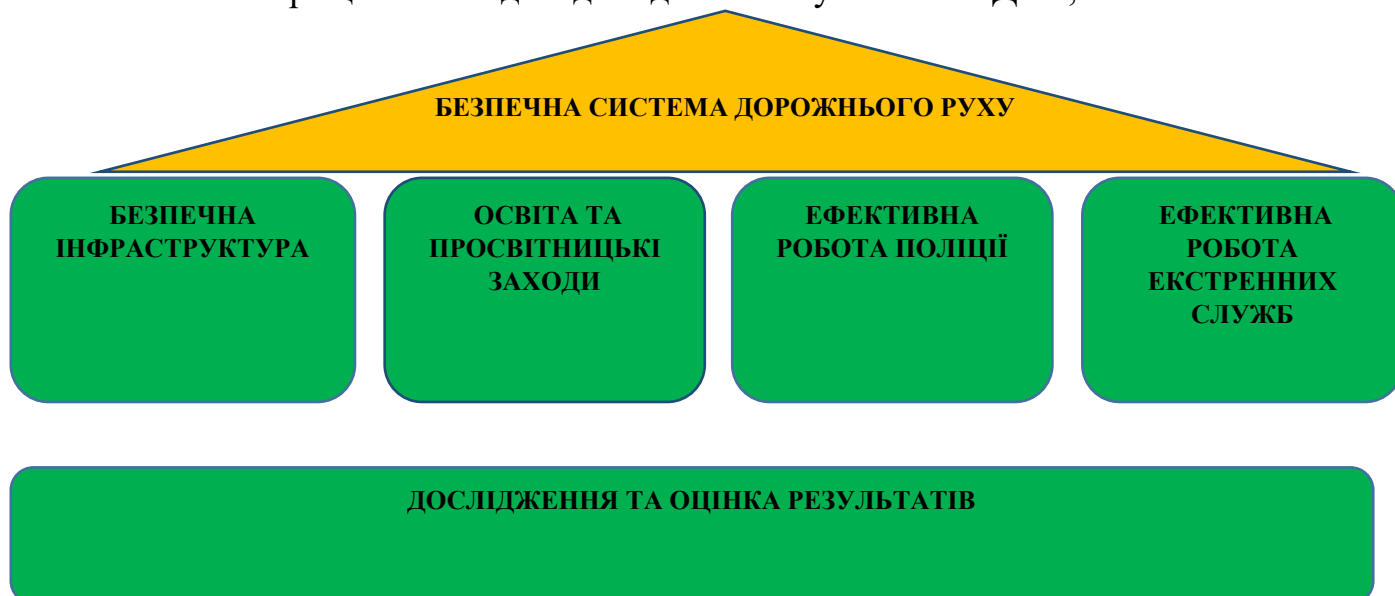 БЕЗПЕЧНА СИСТЕМА ДОРОЖНЬОГО РУХУ
БЕЗПЕЧНА
ІНФРАСТРУКТУРА
ОСВІТА ТА
ПРОСВІТНИЦЬКІ
ЗАХОДИ
ЕФЕКТИВНА
РОБОТА ПОЛІЦІЇ
ЕФЕКТИВНА
РОБОТА
ЕКСТРЕННИХ
СЛУЖБ
ДОСЛІДЖЕННЯ ТА ОЦІНКА РЕЗУЛЬТАТІВ